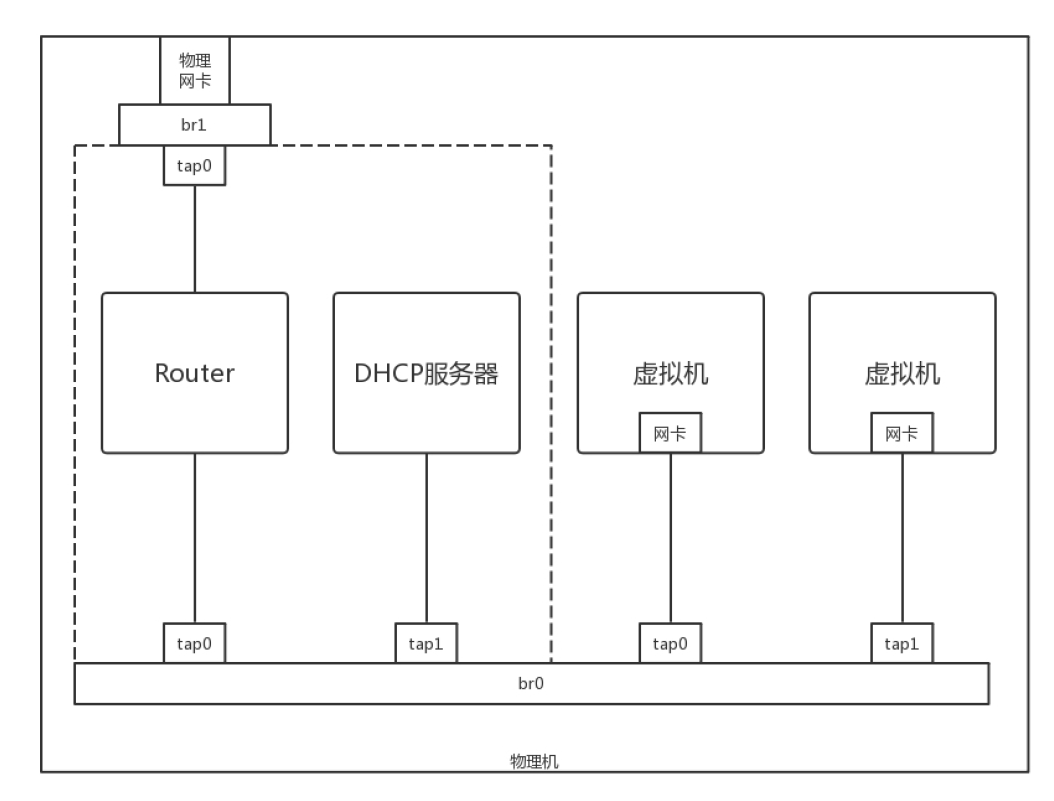 物理
网卡
br1
tap0
Router
DHCP服务器
虚拟机
虚拟机
网卡
网卡
tap0
tap1
tap0
tap1
br0
物理机